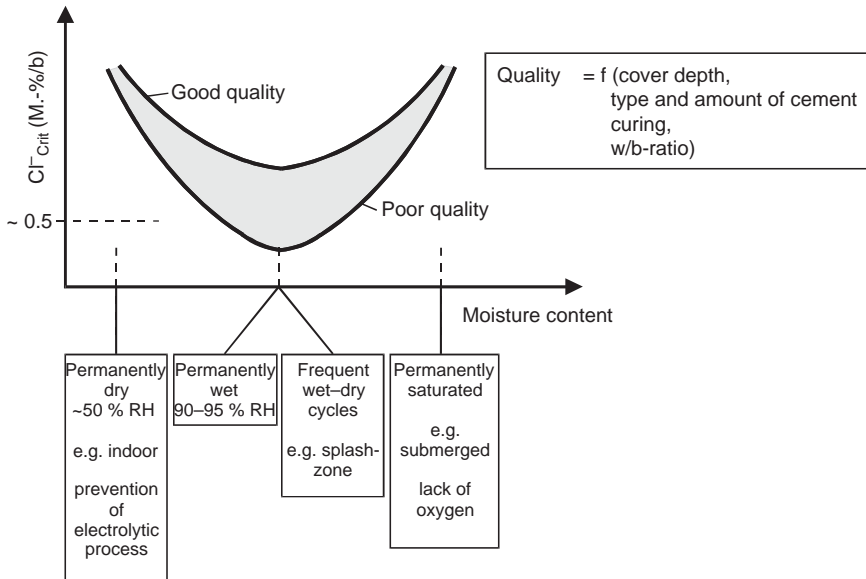 Cl⁻Crit (M.-%/b)
Good quality
Quality = f (cover depth,
type and amount of cement
curing,
w/b-ratio)
Poor quality
~ 0.5
Moisture content
Permanently
dry
~50 % RH
e.g. indoor
prevention
of
electrolytic
process
Permanently
wet
90–95 % RH
Frequent
wet–dry
cycles
e.g. splash-
zone
Permanently
saturated
e.g.
submerged
lack of
oxygen